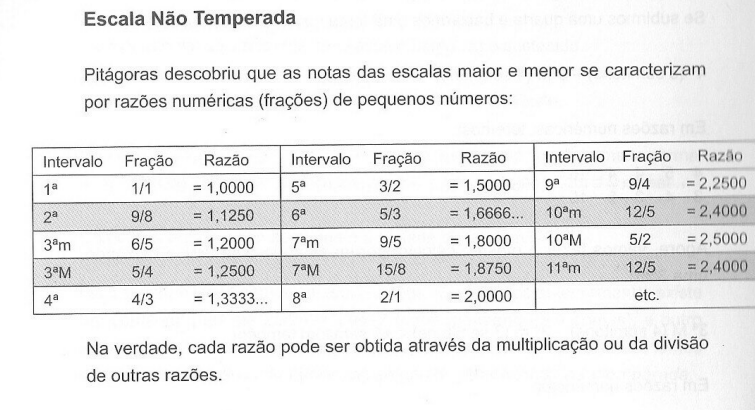 Escala Não Temperada
Pitágoras descobriu que as notas das escalas maior e menor se caracterizam
por razões numéricas (frações) de pequenos números:
Intervalo Fração Razão Intervalo Fração Razão Intervalo Fração Razão
1ª 1/1 = 1,0000 5ª 3/2 = 1,5000 9ª 9/4 = 2,2500
2ª 9/8 = 1,1250 6ª 5/3 = 1,6666... 10ªm 12/5 = 2,4000
3ªm 6/5 = 1,2000 7ªm 9/5 = 1,8000 10ªM 5/2 = 2,5000
3ªM 5/4 = 1,2500 7ªM 15/8 = 1,8750 11ªm 12/5 = 2,4000
4ª 4/3 = 1,3333... 8ª 2/1 = 2,0000 etc.
Na verdade, cada razão pode ser obtida através da multiplicação ou da divisão
de outras razões.